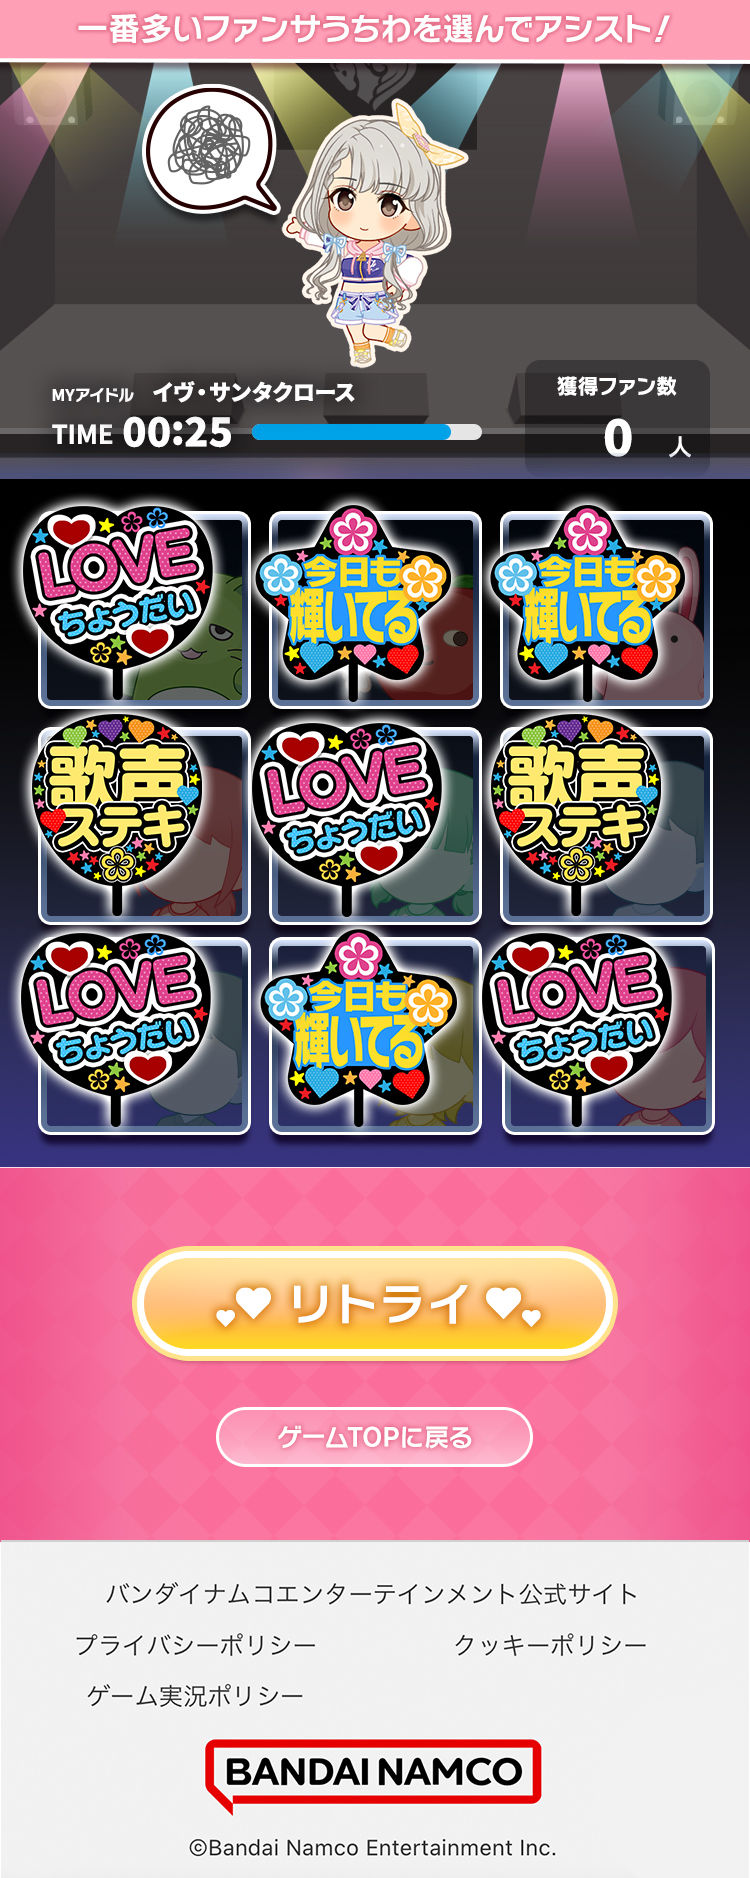 一番多いファンサうちわを選んでアシスト!
MYアイドル イヴ・サンタクロース
TIME 00:25
獲得ファン数
0 人
LOVE
ちょうだい
今日も
輝いてる
今日も
輝いてる
歌声
ステキ
LOVE
ちょうだい
歌声
ステキ
LOVE
ちょうだい
今日も
輝いてる
LOVE
ちょうだい
リトライ
ゲームTOPに戻る
バンダイナムコエンターテインメント公式サイト
プライバシーポリシー クッキーポリシー
ゲーム実況ポリシー
BANDAI NAMCO
©Bandai Namco Entertainment Inc.